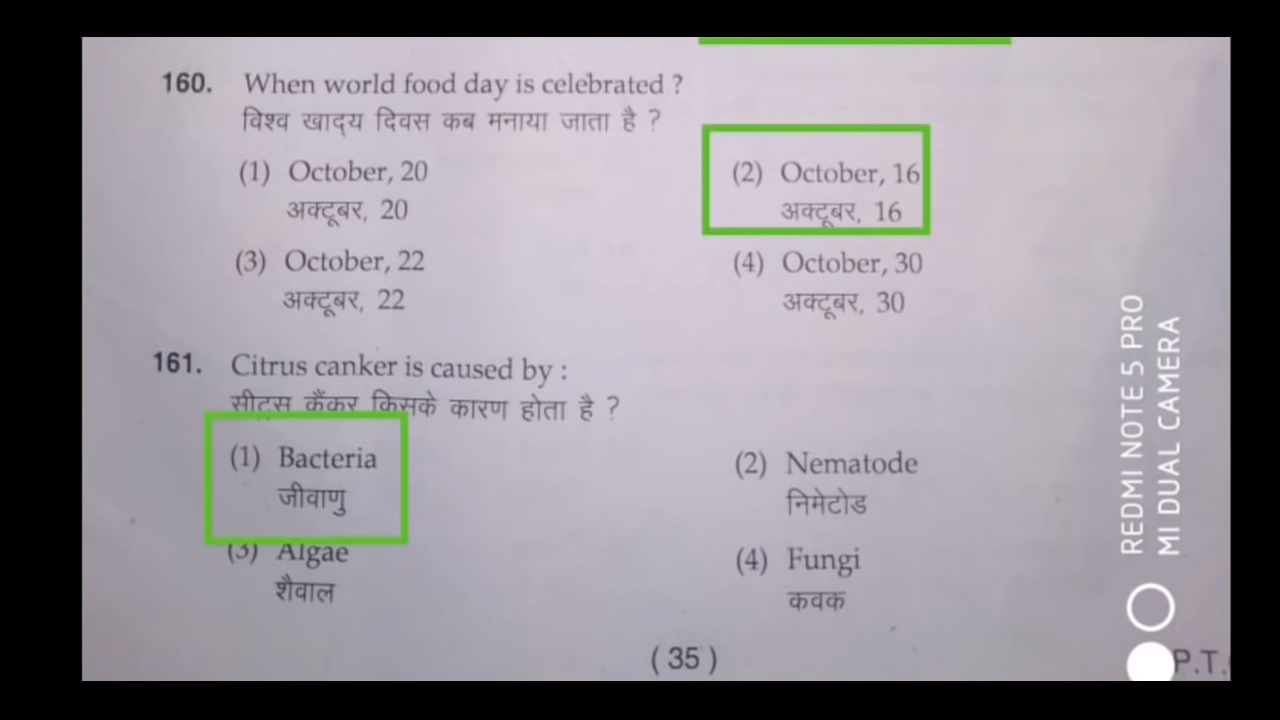 160. When world food day is celebrated ?
विश्व खाद्य दिवस कब मनाया जाता है ?
(1) October, 20
अक्टूबर, 20
(2) October, 16
अक्टूबर, 16
(3) October, 22
अक्टूबर, 22
(4) October, 30
अक्टूबर, 30
161. Citrus canker is caused by :
सीट्रस कैंकर किसके कारण होता है ?
(1) Bacteria
जीवाणु
(2) Nematode
निमेटोड
(3) Algae
शैवाल
(4) Fungi
कवक
( 35 )
P.T.
REDMI NOTE 5 PRO
MI DUAL CAMERA